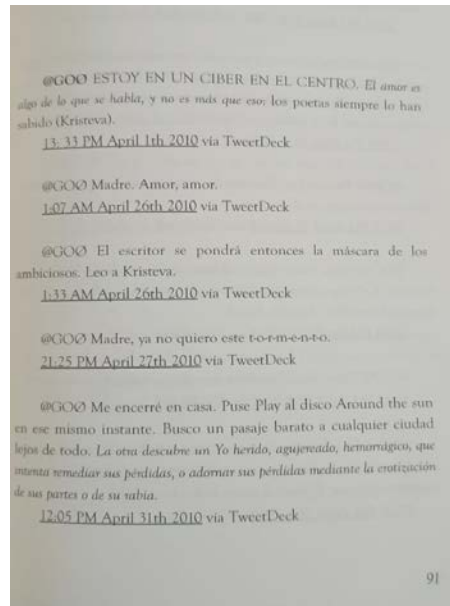 @GOØ ESTOY EN UN CIBER EN EL CENTRO. El amor es
algo de lo que se habla, y no es más que eso: los poetas siempre lo han
sabido (Kristeva).
13: 33 PM April 1th 2010 vía TweetDeck
@GOØ Madre. Amor, amor.
1:07 AM April 26th 2010 vía TweetDeck
@GOØ El escritor se pondrá entonces la máscara de los
ambiciosos. Leo a Kristeva.
1:33 AM April 26th 2010 vía TweetDeck
@GOØ Madre, ya no quiero este t-o-r-m-e-n-t-o.
21:25 PM April 27th 2010 vía TweetDeck
@GOØ Me encerré en casa. Puse Play al disco Around the sun
en ese mismo instante. Busco un pasaje barato a cualquier ciudad
lejos de todo. La otra descubre un Yo herido, agujereado, hemorrágico, que
intenta remediar sus pérdidas, o adornar sus pérdidas mediante la erotización
de sus partes o de su rabia.
12:05 PM April 31th 2010 vía TweetDeck
91